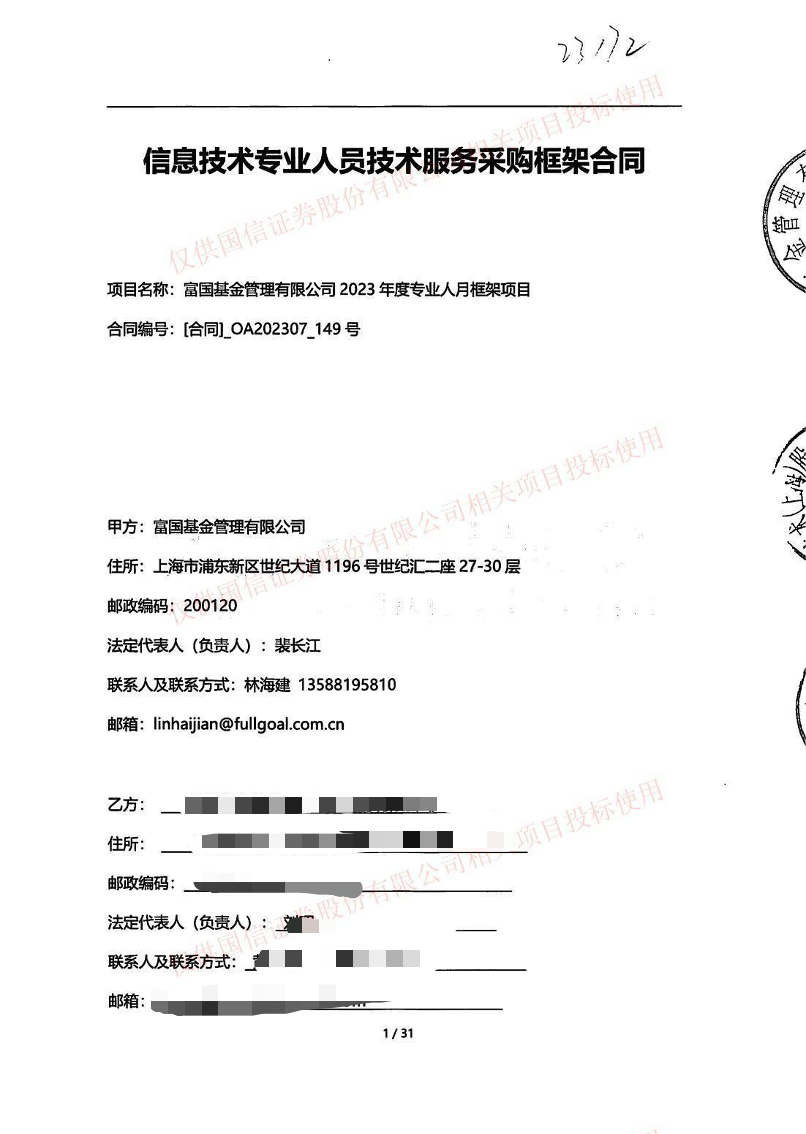 23172
信息技术专业人员技术服务采购框架合同
项目名称：富国基金管理有限公司 2023 年度专业人月框架项目
合同编号：[合同]_OA202307_149 号
甲方：富国基金管理有限公司
住所：上海市浦东新区世纪大道 1196 号世纪汇二座 27-30 层
邮政编码：200120
法定代表人（负责人）：裴长江
联系人及联系方式：林海建 13588195810
邮箱：linhaijian@fullgoal.com.cn
乙方：
住所：
邮政编码：
法定代表人（负责人）：
联系人及联系方式：
邮箱：
1 / 31
仅供国信证券股份有限公司相关项目投标使用
仅供国信证券股份有限公司相关项目投标使用
仅供国信证券股份有限公司相关项目投标使用
金管理有